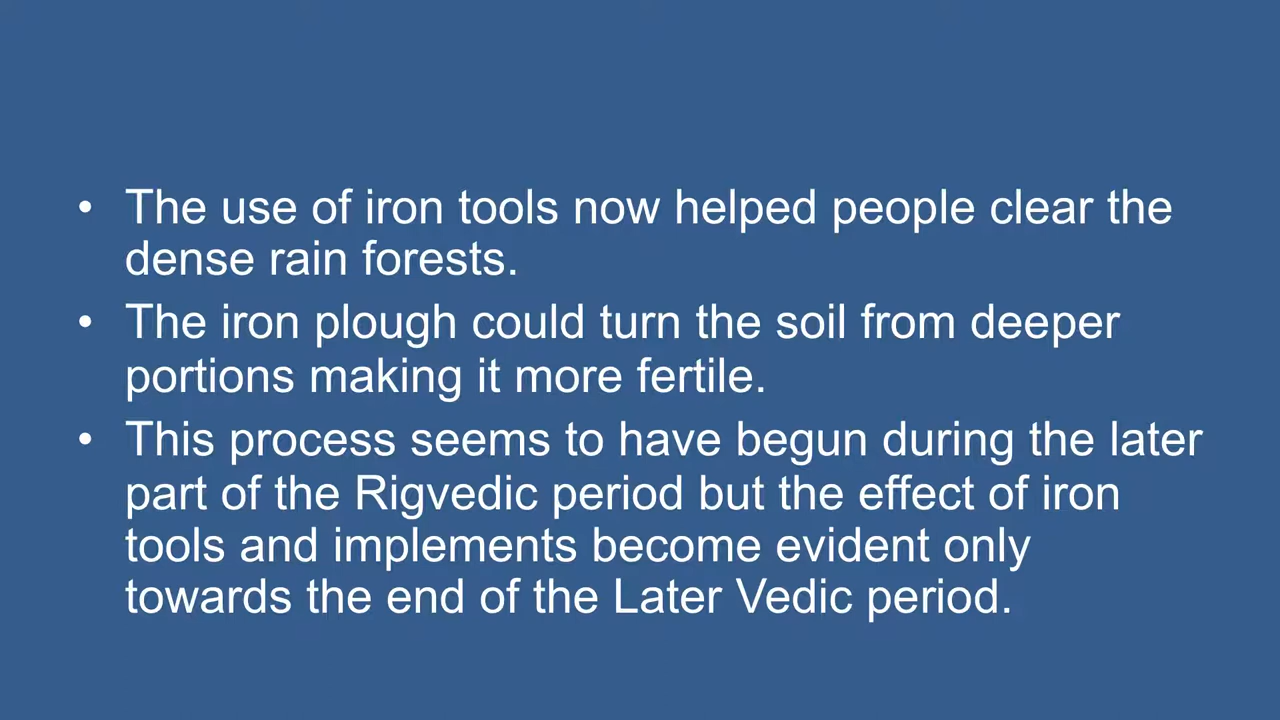 • The use of iron tools now helped people clear the
dense rain forests.
• The iron plough could turn the soil from deeper
portions making it more fertile.
• This process seems to have begun during the later
part of the Rigvedic period but the effect of iron
tools and implements become evident only
towards the end of the Later Vedic period.